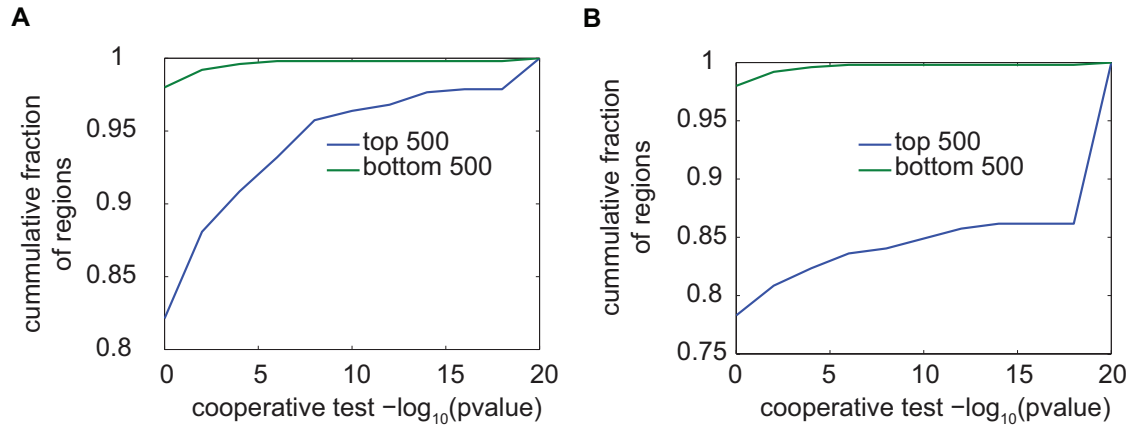 A
cummulative fraction
of regions
1
0.95
0.9
0.85
0.8
0
5
10
15
20
top 500
bottom 500
cooperative test −log10(pvalue)
B
cummulative fraction
of regions
1
0.95
0.9
0.85
0.8
0.75
0
5
10
15
20
top 500
bottom 500
cooperative test −log10(pvalue)